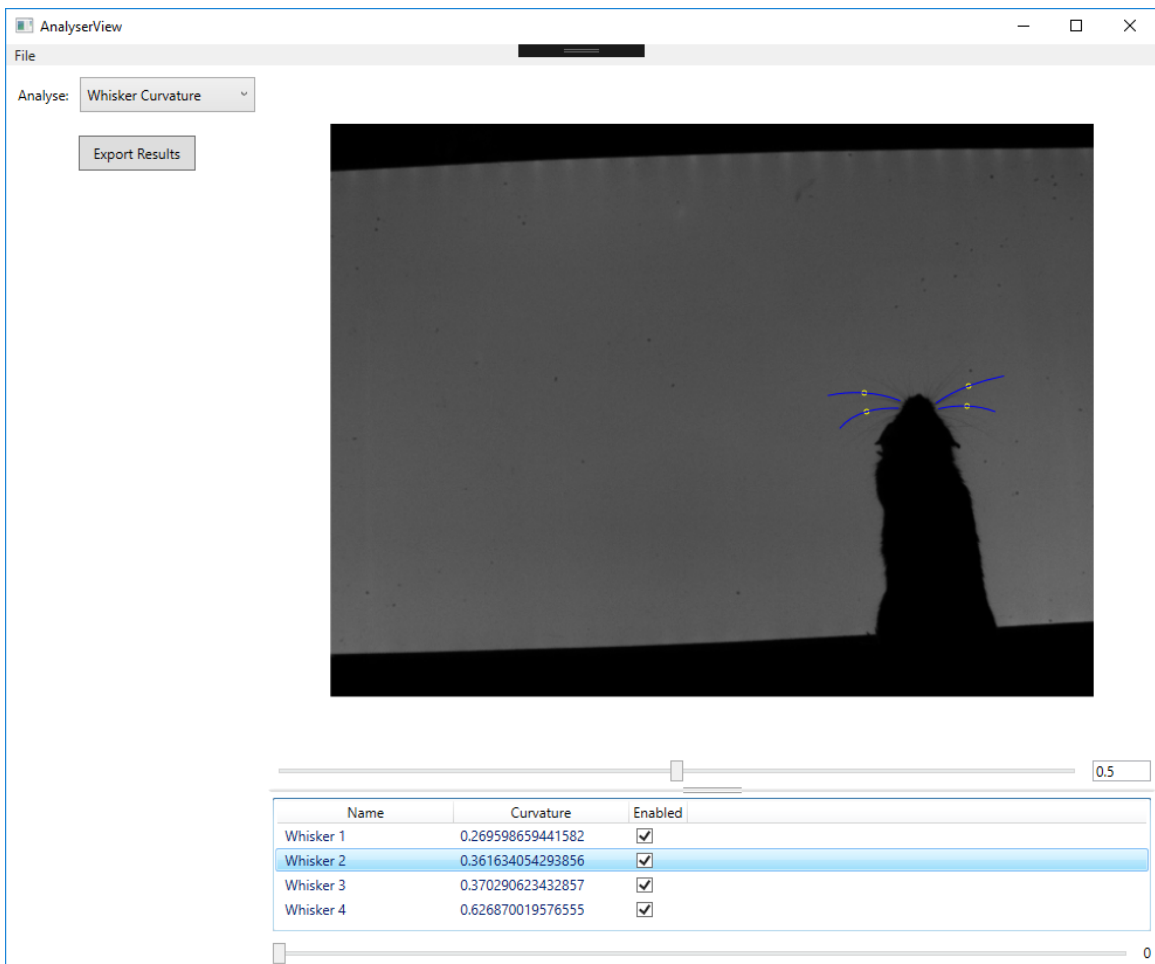 AnalyserView
File
Analyse: Whisker Curvature
Export Results
0.5
Name Curvature Enabled
Whisker 1 0.269598659441582
Whisker 2 0.361634054293856
Whisker 3 0.370290623432857
Whisker 4 0.626870019576555
0